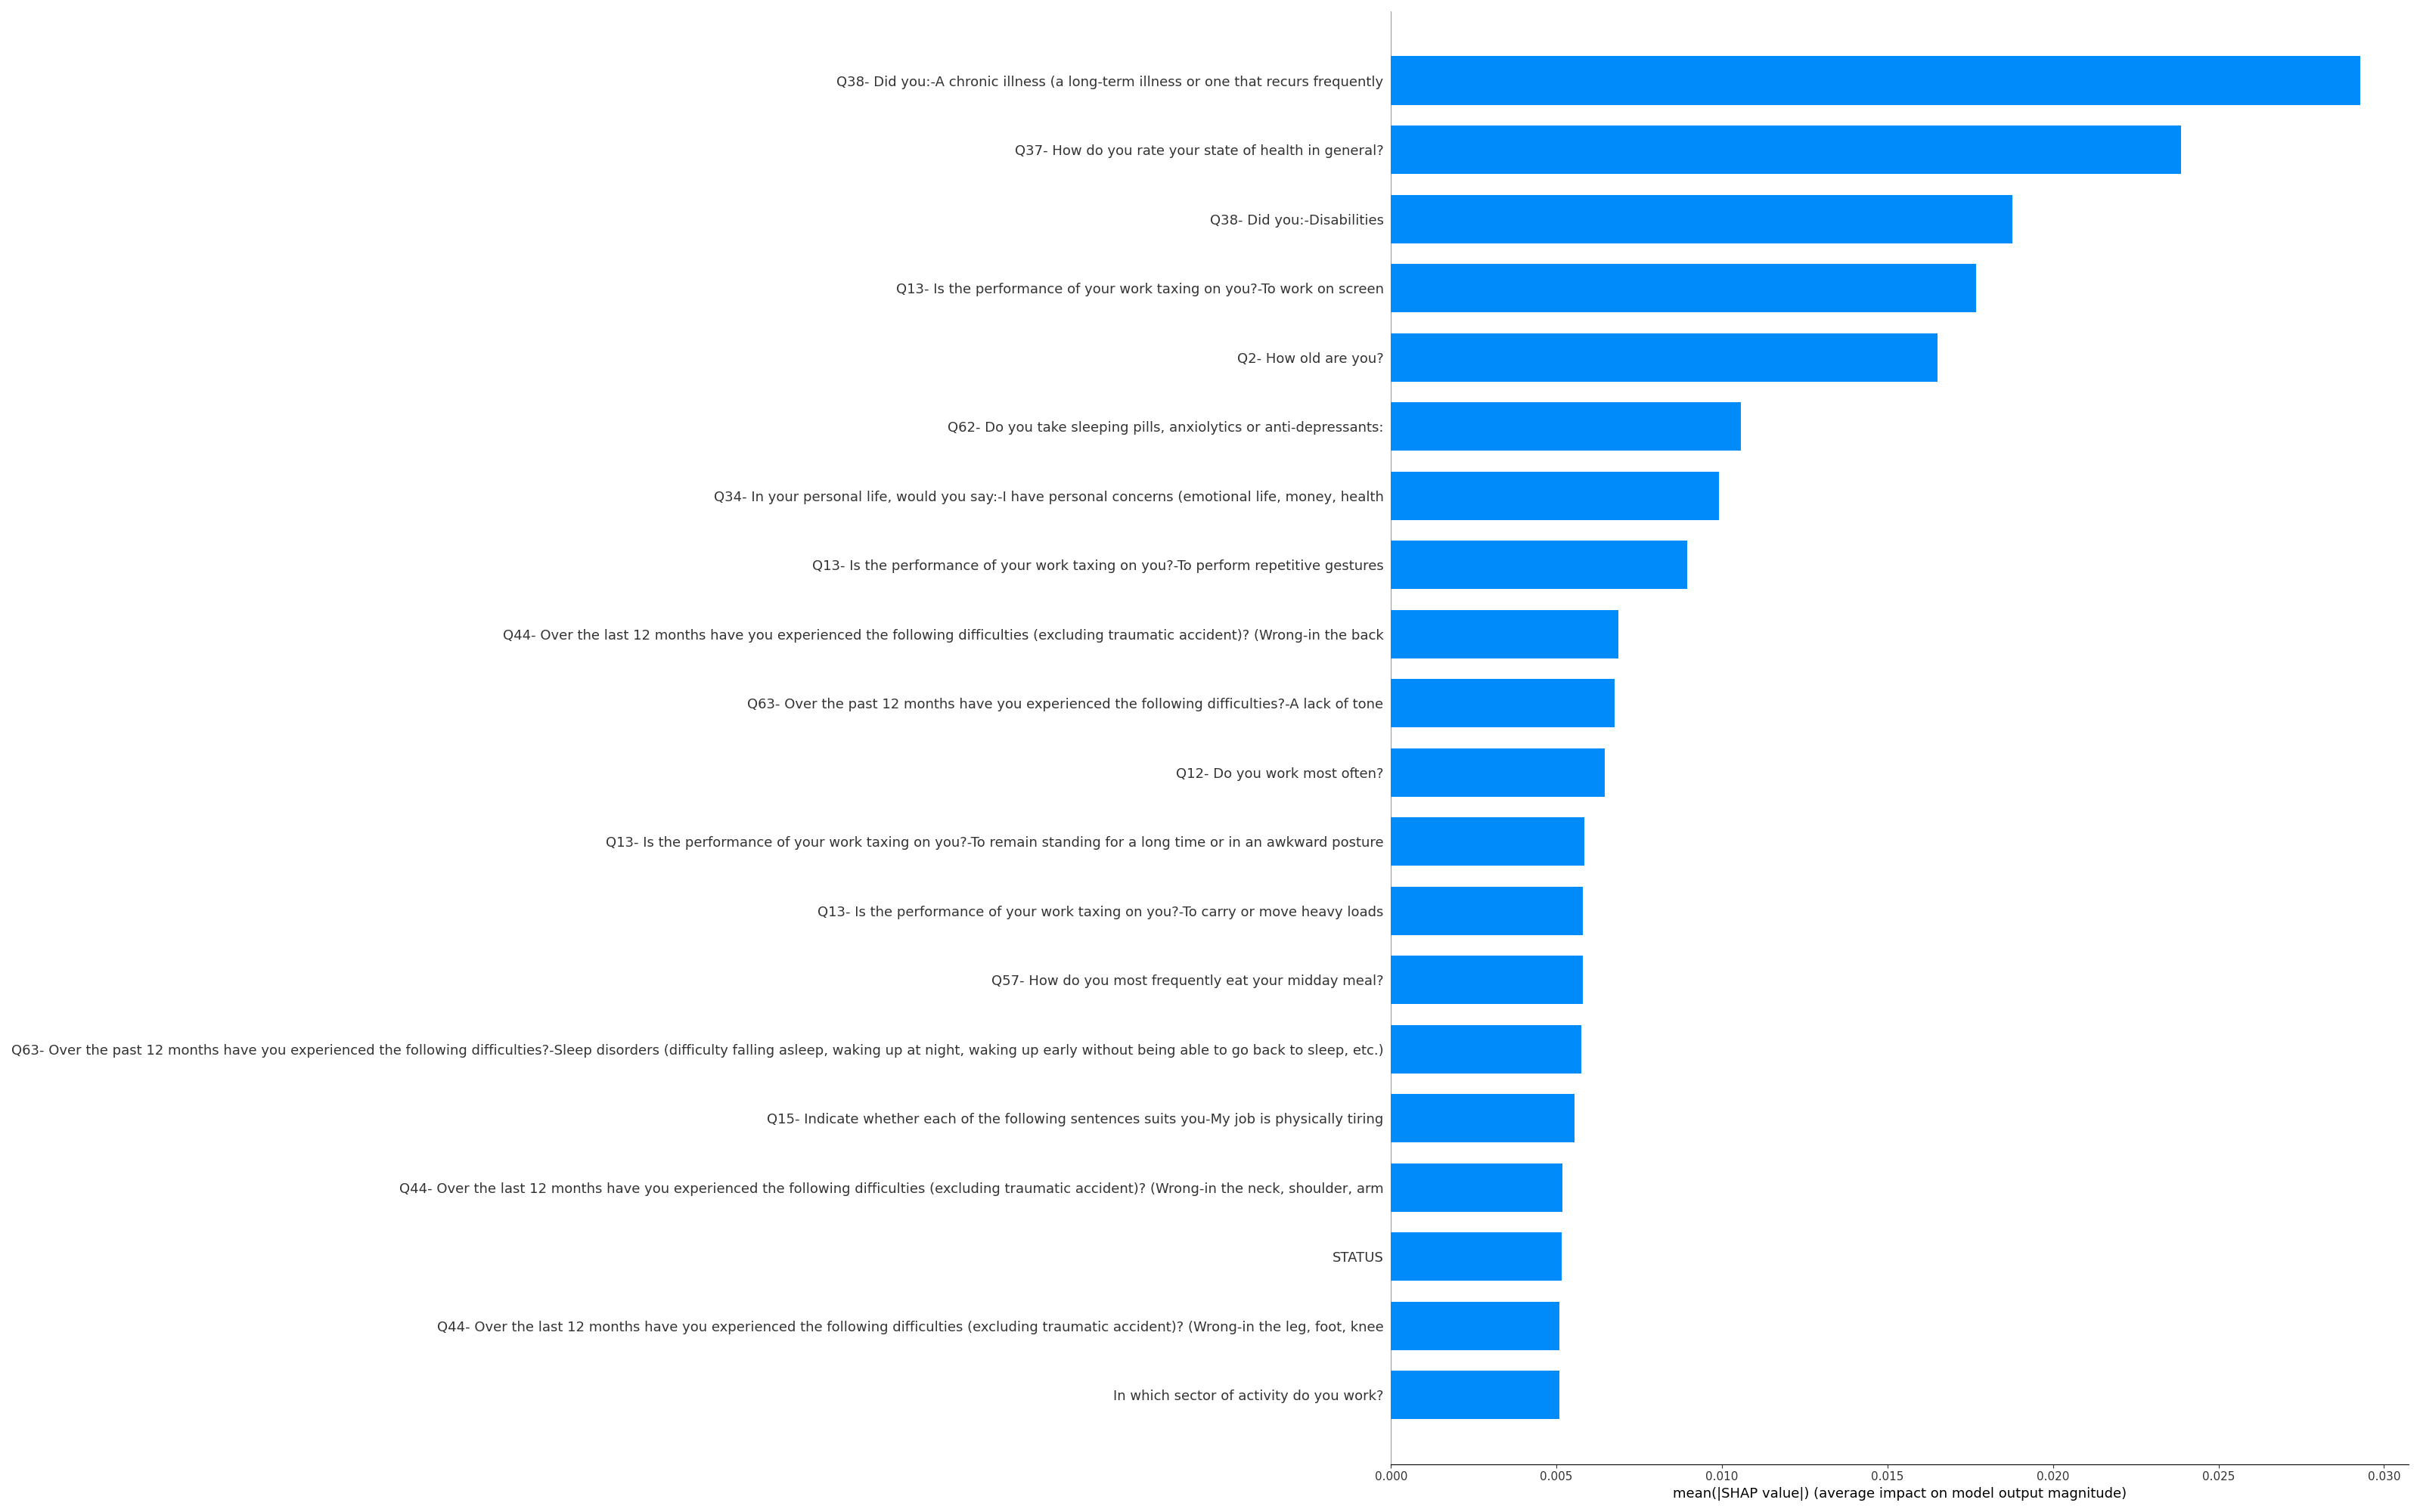 Q38- Did you:-A chronic illness (a long-term illness or one that recurs frequently
Q37- How do you rate your state of health in general?
Q38- Did you:-Disabilities
Q13- Is the performance of your work taxing on you?-To work on screen
Q2- How old are you?
Q62- Do you take sleeping pills, anxiolytics or anti-depressants:
Q34- In your personal life, would you say:-I have personal concerns (emotional life, money, health
Q13- Is the performance of your work taxing on you?-To perform repetitive gestures
Q44- Over the last 12 months have you experienced the following difficulties (excluding traumatic accident)? (Wrong-in the back
Q63- Over the past 12 months have you experienced the following difficulties?-A lack of tone
Q12- Do you work most often?
Q13- Is the performance of your work taxing on you?-To remain standing for a long time or in an awkward posture
Q13- Is the performance of your work taxing on you?-To carry or move heavy loads
Q57- How do you most frequently eat your midday meal?
Q63- Over the past 12 months have you experienced the following difficulties?-Sleep disorders (difficulty falling asleep, waking up at night, waking up early without being able to go back to sleep, etc.)
Q15- Indicate whether each of the following sentences suits you-My job is physically tiring
Q44- Over the last 12 months have you experienced the following difficulties (excluding traumatic accident)? (Wrong-in the neck, shoulder, arm
STATUS
Q44- Over the last 12 months have you experienced the following difficulties (excluding traumatic accident)? (Wrong-in the leg, foot, knee
In which sector of activity do you work?
0.000 0.005 0.010 0.015 0.020 0.025 0.030
mean(|SHAP value|) (average impact on model output magnitude)